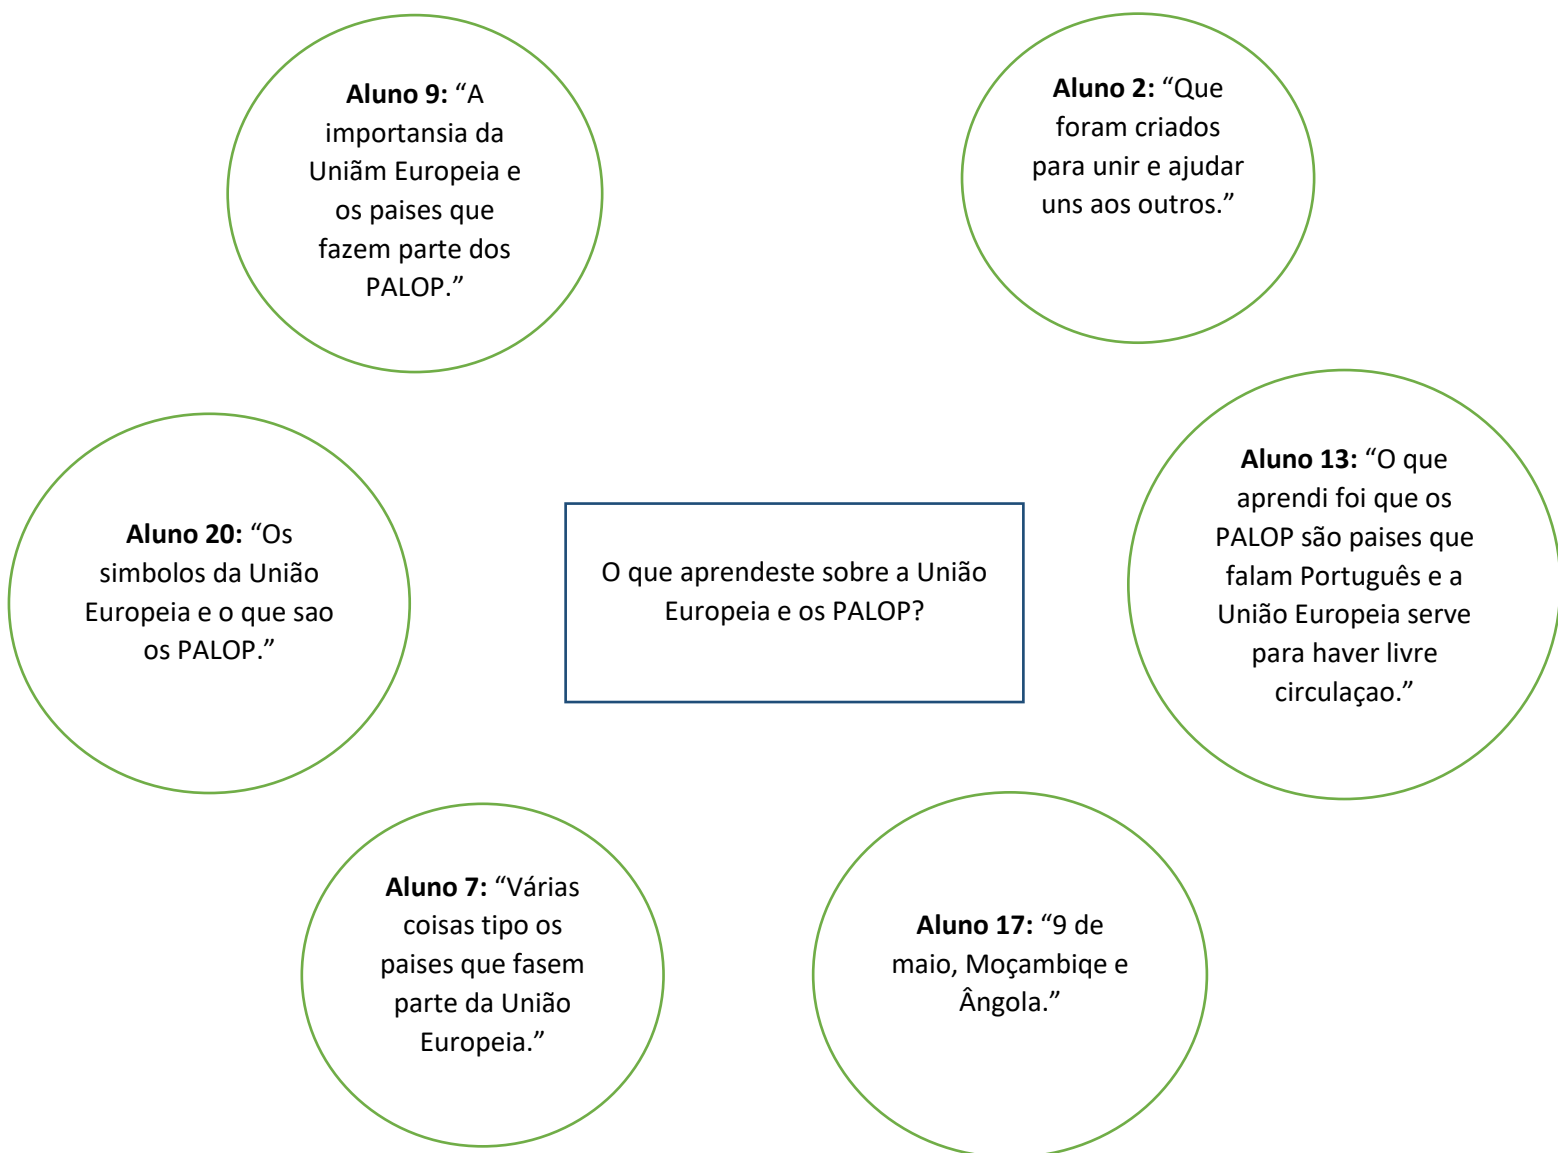 Aluno 9: “A
importansia da
Uniãm Europeia e
os paises que
fazem parte dos
PALOP.”
Aluno 2: “Que
foram criados
para unir e ajudar
uns aos outros.”
Aluno 20: “Os
simbolos da União
Europeia e o que sao
os PALOP.”
O que aprendeste sobre a União
Europeia e os PALOP?
Aluno 13: “O que
aprendi foi que os
PALOP são paises que
falam Português e a
União Europeia serve
para haver livre
circulaçao.”
Aluno 7: “Várias
coisas tipo os
paises que fasem
parte da União
Europeia.”
Aluno 17: “9 de
maio, Moçambiqe e
Ângola.”